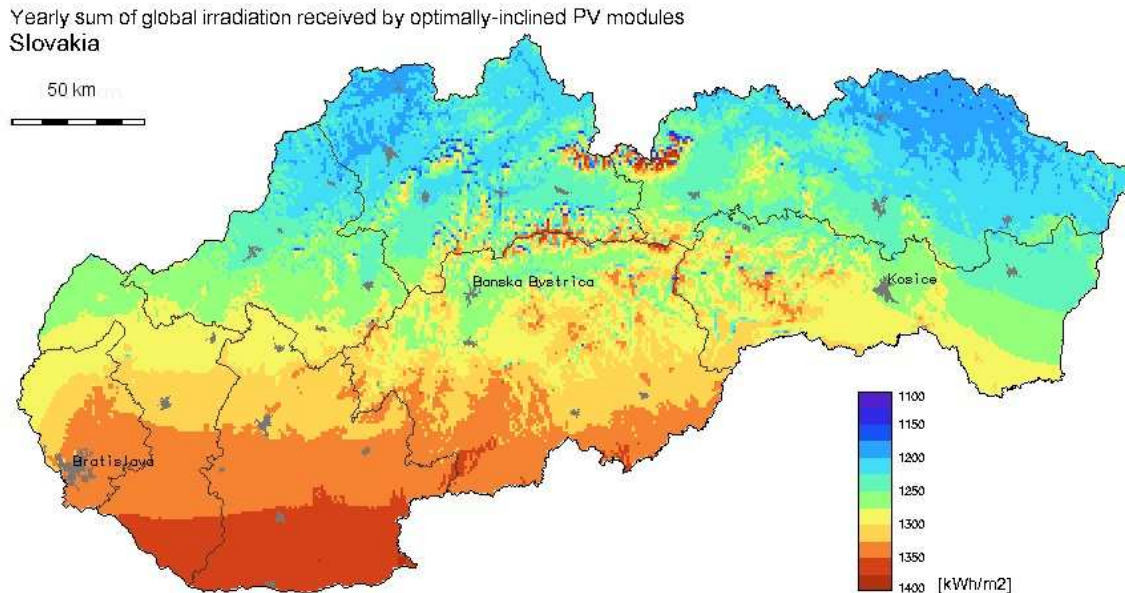 Yearly sum of global irradiation received by optimally-inclined PV modules
Slovakia
50 km
Banska Bystrica
Kosice
Bratislava
1100
1150
1200
1250
1300
1350
1400 [kWh/m2]